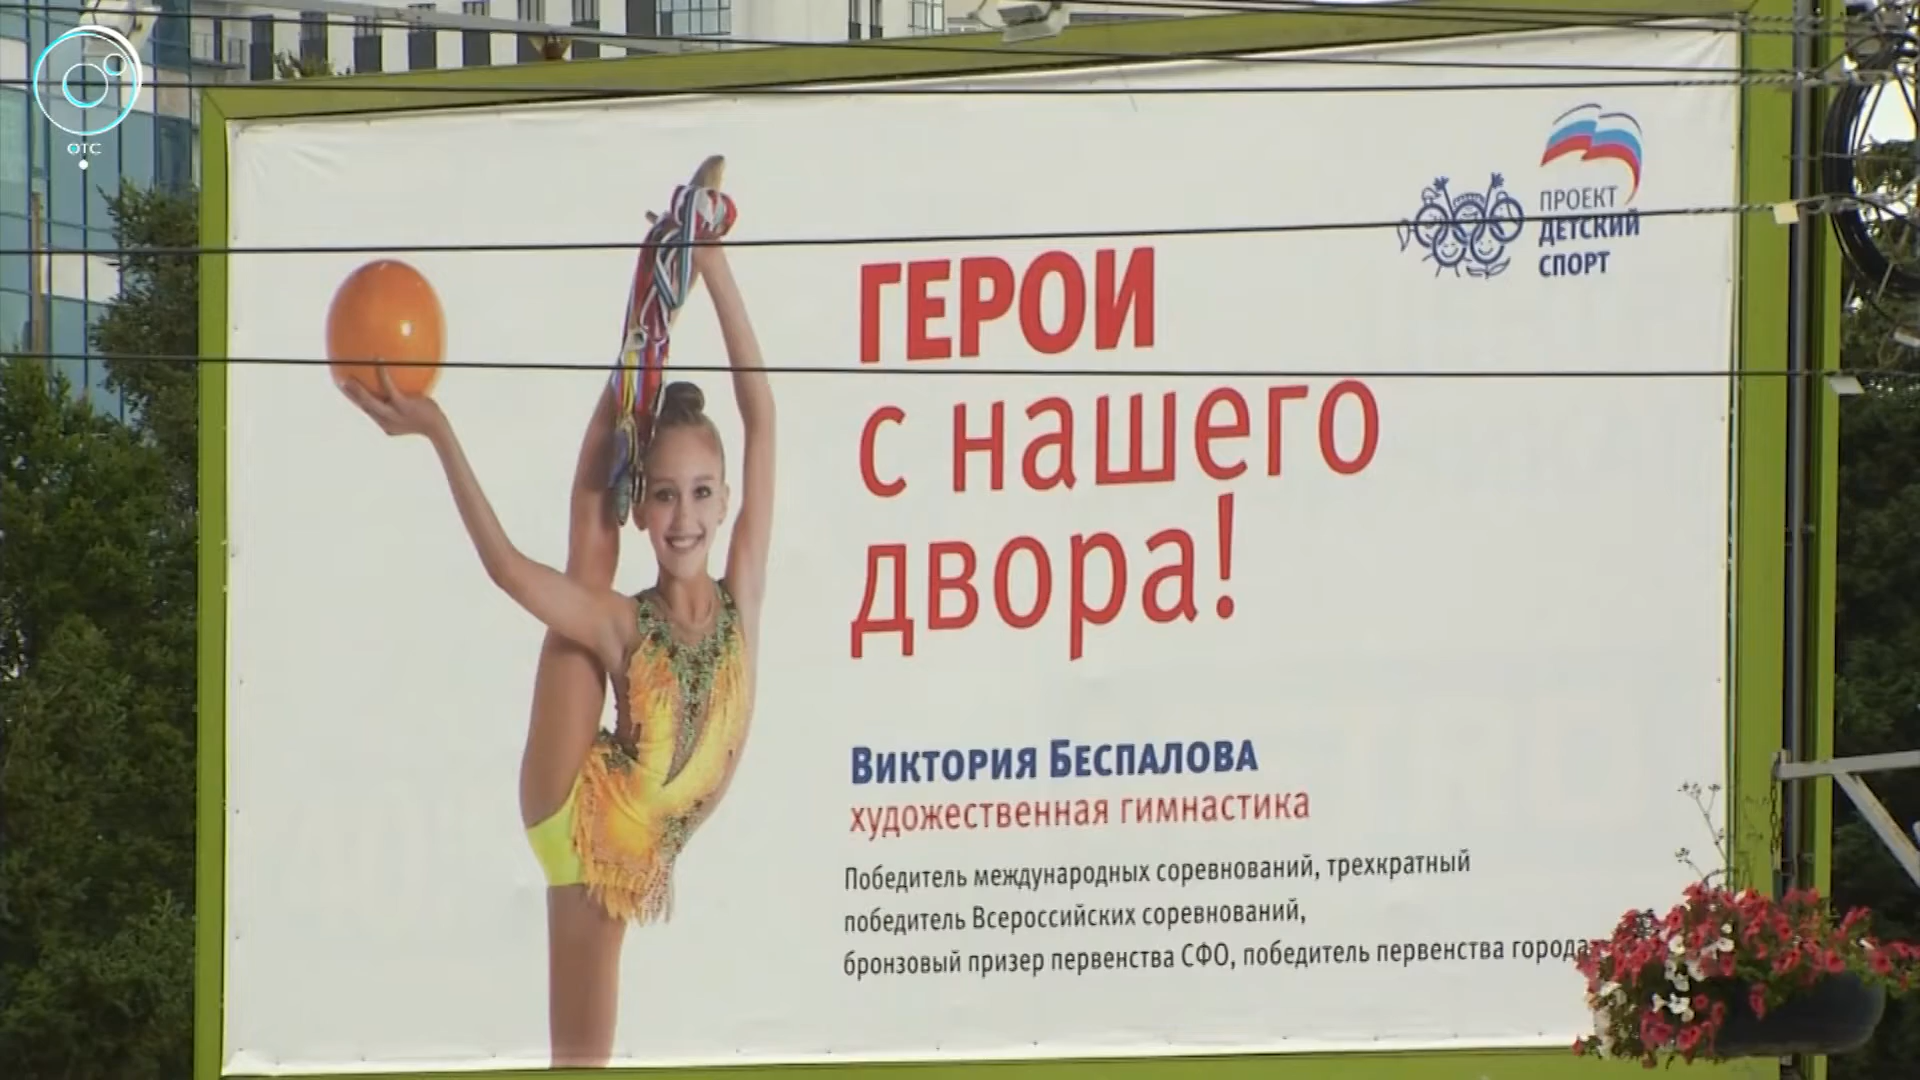 ОТС
ПРОЕКТ
ДЕТСКИЙ
СПОРТ
ГЕРОИ
с нашего
двора!
ВИКТОРИЯ БЕСПАЛОВА
художественная гимнастика
Победитель международных соревнований, трехкратный
победитель Всероссийских соревнований,
бронзовый призер первенства СФО, победитель первенства города